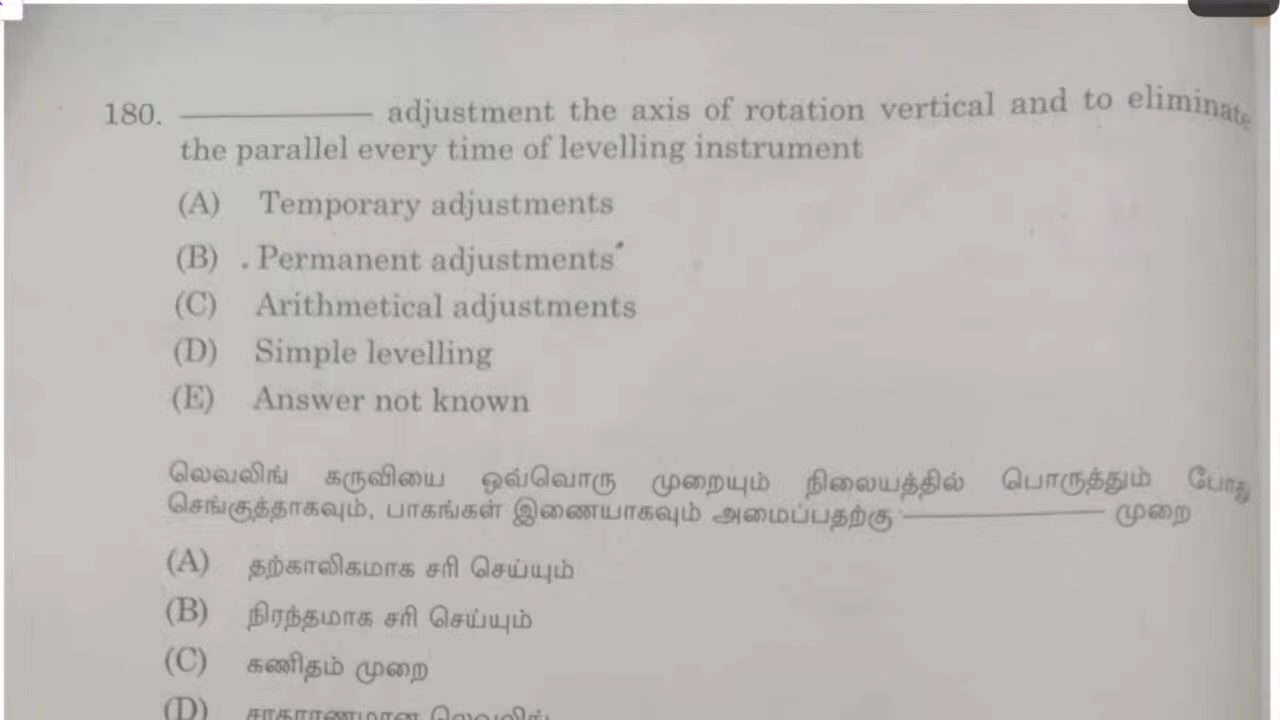 180. ———— adjustment the axis of rotation vertical and to eliminate
the parallel every time of levelling instrument
(A) Temporary adjustments
(B) . Permanent adjustments
(C) Arithmetical adjustments
(D) Simple levelling
(E) Answer not known
லெவலிங் கருவியை ஒவ்வொரு முறையும் நிலையத்தில் பொருத்தும் போது
செங்குத்தாகவும், பாகங்கள் இணையாகவும் அமைப்பதற்கு ———— முறை
(A) தற்காலிகமாக சரி செய்யும்
(B) நிரந்தமாக சரி செய்யும்
(C) கணிதம் முறை
(D) சாதாரணமான லெவலிங்